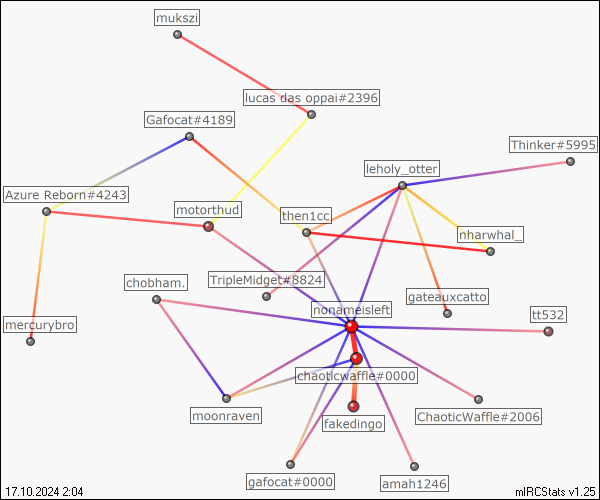 mukszi
lucas das oppai#2396
Gafocat#4189
Thinker#5995
leholy_otter
Azure Reborn#4243
motorthud
then1cc
nharwhal_
chobham.
TripleMidget#8824
gateauxcatto
nonameisleft
tt532
mercurybro
chaoticwaffle#0000
moonraven
ChaoticWaffle#2006
fakedingo
gafocat#0000
amah1246
17.10.2024 2:04
mIRCStats v1.25